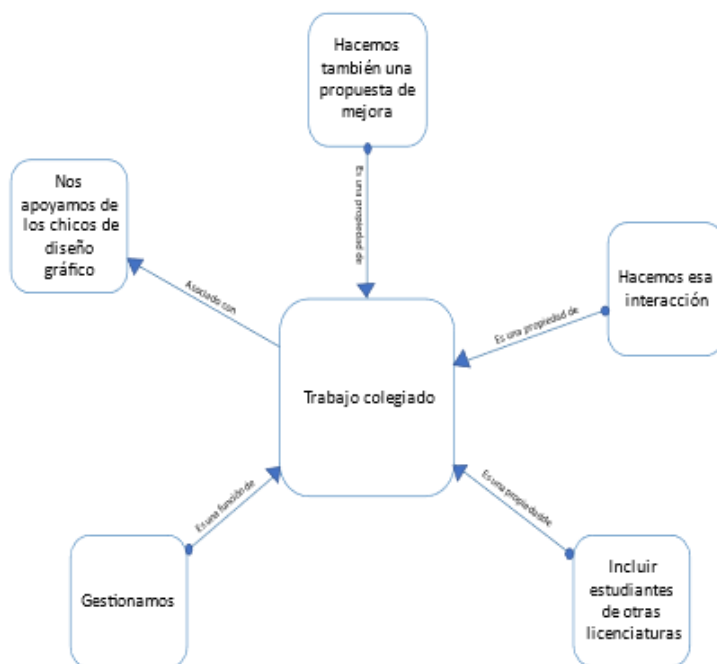 Hacemos
también una
propuesta de
mejora
Es una propiedad de
Nos
apoyamos de
los chicos de
diseño
gráfico
Asociado con
Hacemos esa
interacción
Es una propiedad de
Trabajo colegiado
Es una función de
Es una propiedadde
Gestionamos
Incluir
estudiantes
de otras
licenciaturas